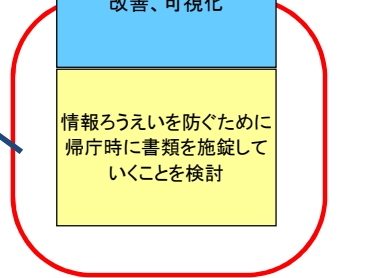 改善、可視化
情報ろうえいを防ぐために
帰庁時に書類を施錠して
いくことを検討